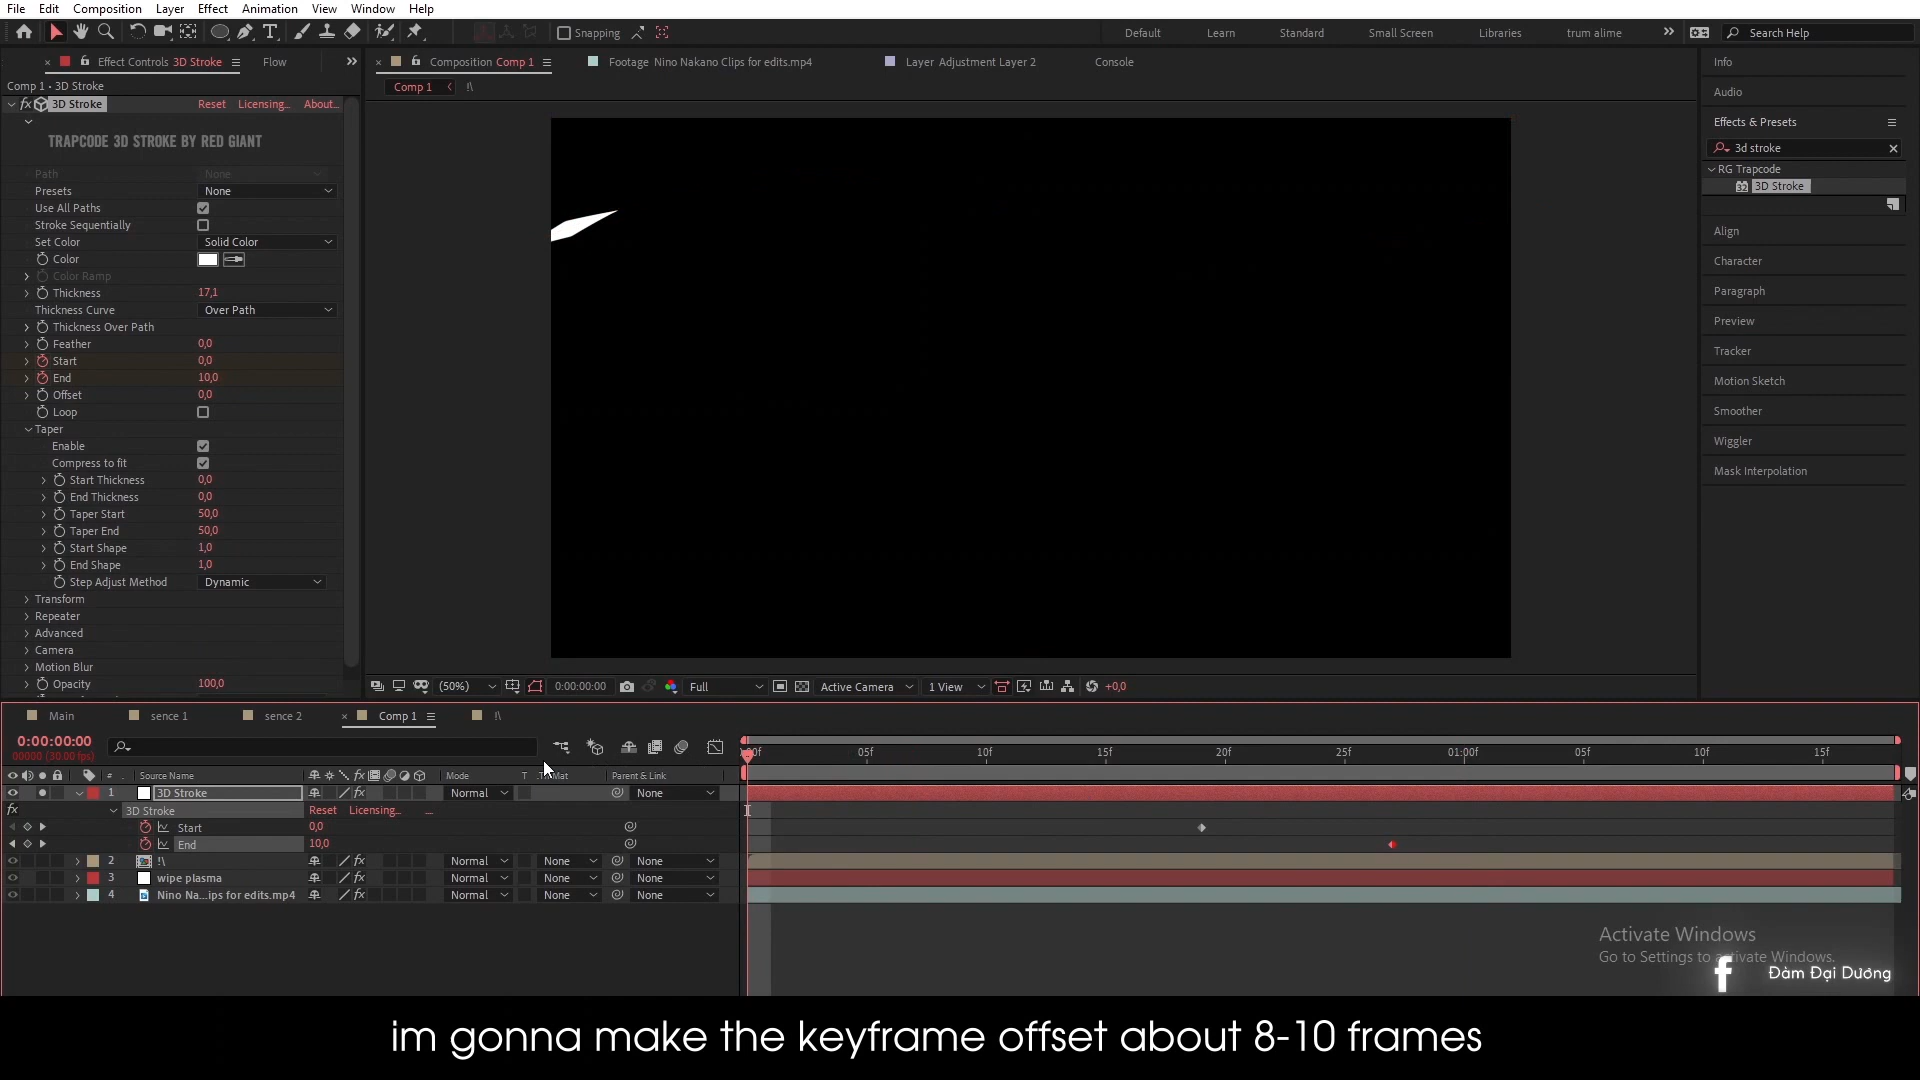 File Edit Composition Layer Effect Animation View Window Help
Snapping Default Learn Standard Small Screen Libraries trum alime Search Help
Effect Controls 3D Stroke Flow
Comp 1 • 3D Stroke
fx 3D Stroke Reset Licensing... About...
TRAPCODE 3D STROKE BY RED GIANT
Path None
Presets None
Use All Paths
Stroke Sequentially
Set Color Solid Color
Color
Color Ramp
Thickness 17,1
Thickness Curve Over Path
Thickness Over Path
Feather 0,0
Start 0,0
End 10,0
Offset 0,0
Loop
Taper
Enable
Compress to fit
Start Thickness 0,0
End Thickness 0,0
Taper Start 50,0
Taper End 50,0
Start Shape 1,0
End Shape 1,0
Step Adjust Method Dynamic
Transform
Repeater
Advanced
Camera
Motion Blur
Opacity 100,0
Composition Comp 1 Footage Nino Nakano Clips for edits.mp4 Layer Adjustment Layer 2 Console
Comp 1 !\
(50%) 0:00:00:00 Full Active Camera 1 View +0,0
Info
Audio
Effects & Presets
3d stroke
RG Trapcode
32 3D Stroke
Align
Character
Paragraph
Preview
Tracker
Motion Sketch
Smoother
Wiggler
Mask Interpolation
Main sence 1 sence 2 Comp 1 !\
0:00:00:00
00000 (30.00 fps)
:00f 05f 10f 15f 20f 25f 01:00f 05f 10f 15f
# Source Name fx Mode T Parent & Link
1 3D Stroke fx Normal None
fx 3D Stroke Reset Licensing...
Start 0,0
End 10,0
2 !\ fx Normal None None
3 wipe plasma fx Normal None None
4 Nino Na...ips for edits.mp4 fx Normal None None
Activate Windows
Go to Settings to activate Windows.
f Đàm Đại Dương
im gonna make the keyframe offset about 8-10 frames